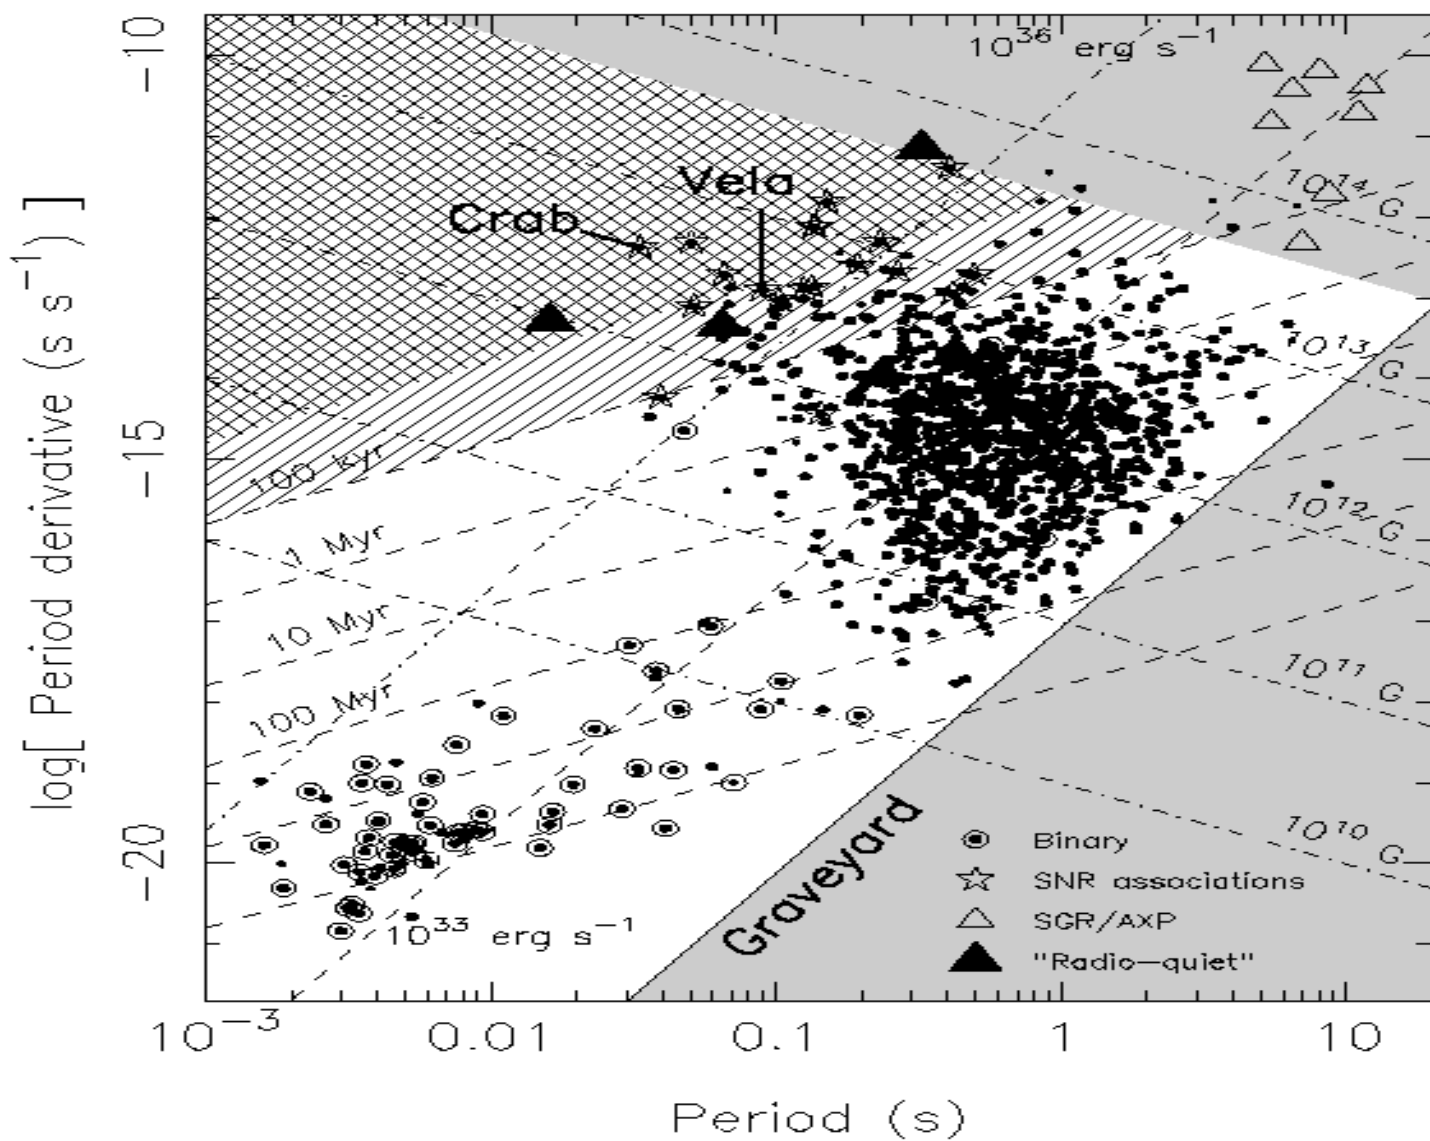 10³⁶ erg s⁻¹
−10
10¹⁴ G
Vela
Crab
10¹³ G
−15
100 kyr
10¹² G
1 Myr
10 Myr
10¹¹ G
100 Myr
10¹⁰ G
−20
10³³ erg s⁻¹
Graveyard
Binary
SNR associations
SGR/AXP
"Radio−quiet"
10⁻³ 0.01 0.1 1 10
Period (s)
log[ Period derivative (s s⁻¹) ]